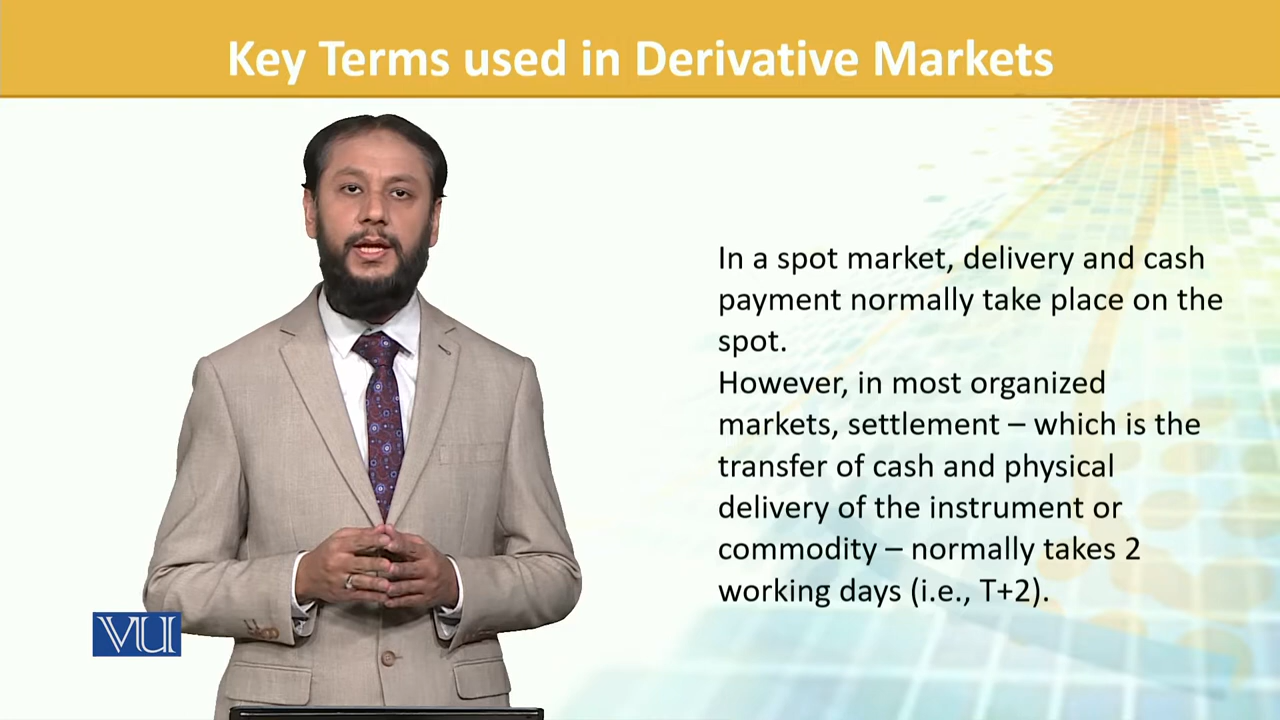 Key Terms used in Derivative Markets
In a spot market, delivery and cash
payment normally take place on the
spot.
However, in most organized
markets, settlement – which is the
transfer of cash and physical
delivery of the instrument or
commodity – normally takes 2
working days (i.e., T+2).
VU